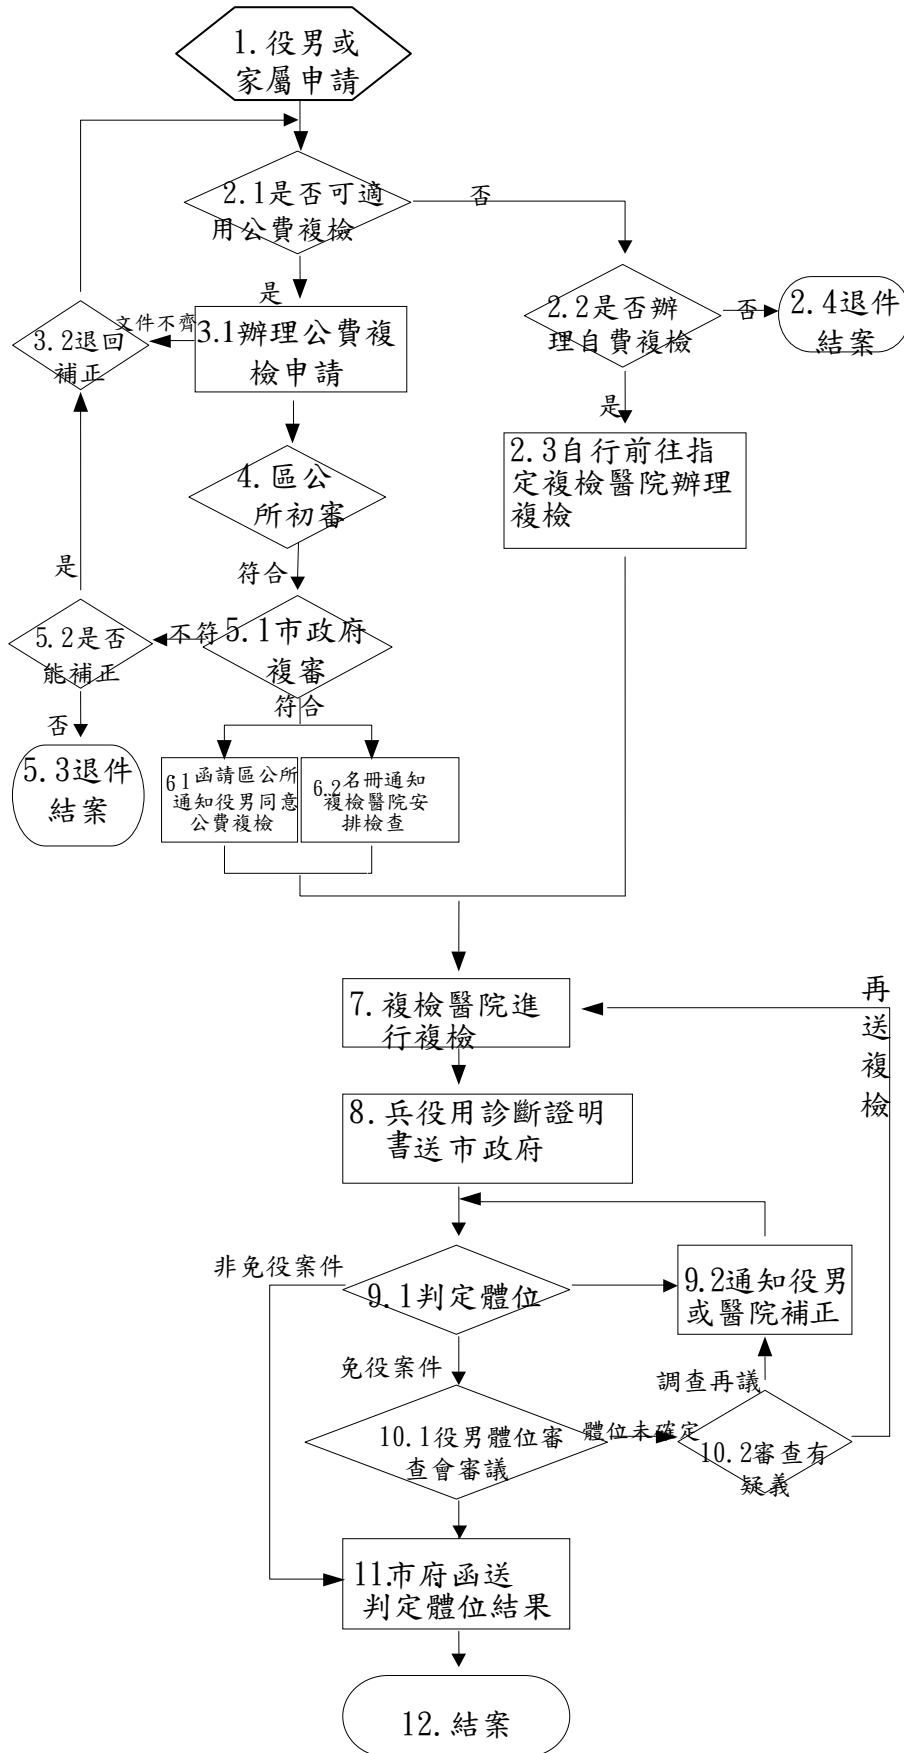 1.役男或
家屬申請
2.1是否可適
用公費複檢
否
是
2.2是否辦
理自費複檢
否
2.4退件
結案
3.2退回
補正
文件不齊
3.1辦理公費複
檢申請
是
2.3自行前往指
定複檢醫院辦理
複檢
4.區公
所初審
符合
是
5.2是否
能補正
不符
5.1市政府
複審
符合
否
5.3退件
結案
61函請區公所
通知役男同意
公費複檢
6.2名冊通知
複檢醫院安
排檢查
7.複檢醫院進
行複檢
再
送
複
檢
8.兵役用診斷證明
書送市政府
非免役案件
9.1判定體位
9.2通知役男
或醫院補正
免役案件
調查再議
10.1役男體位審
查會審議
體位未確定
10.2審查有
疑義
11.市府函送
判定體位結果
12.結案